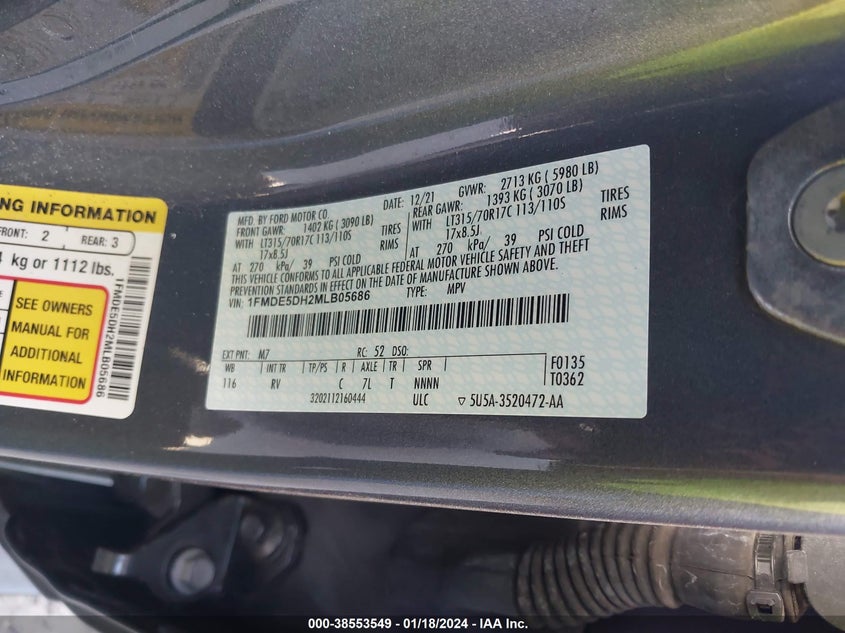 NG INFORMATION
FRONT: 2 REAR: 3
kg or 1112 lbs.
SEE OWNERS
MANUAL FOR
ADDITIONAL
INFORMATION
1FMDE5DH2MLB05686
MFD. BY FORD MOTOR CO.
12/21 GVWR: 2713 KG ( 5980 LB)
FRONT GAWR: 1402 KG ( 3090 LB)
REAR GAWR: 1393 KG ( 3070 LB)
WITH LT315/70R17C 113/110S TIRES
17x8.5J RIMS
WITH LT315/70R17C 113/110S TIRES
17x8.5J RIMS
AT 270 kPa/ 39 PSI COLD
AT 270 kPa/ 39 PSI COLD
THIS VEHICLE CONFORMS TO ALL APPLICABLE FEDERAL MOTOR VEHICLE SAFETY AND THEFT
PREVENTION STANDARDS IN EFFECT ON THE DATE OF MANUFACTURE SHOWN ABOVE.
VIN: 1FMDE5DH2MLB05686 TYPE: MPV
EXT PNT: M7 RC: 52 DSO:
WB INT TR TP/PS R AXLE TR SPR
116 RV C 7L T NNNN
F0135
T0362
3202112160444 ULC ▽ 5U5A-3520472-AA
000-38553549 - 01/18/2024 - IAA Inc.